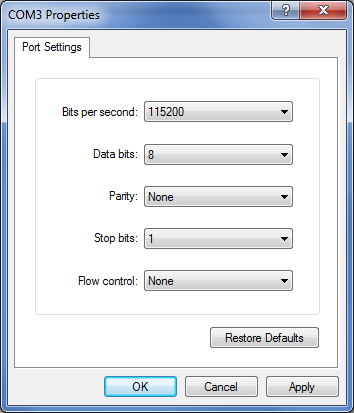 COM3 Properties
Port Settings
Bits per second: 115200
Data bits: 8
Parity: None
Stop bits: 1
Flow control: None
Restore Defaults
OK Cancel Apply